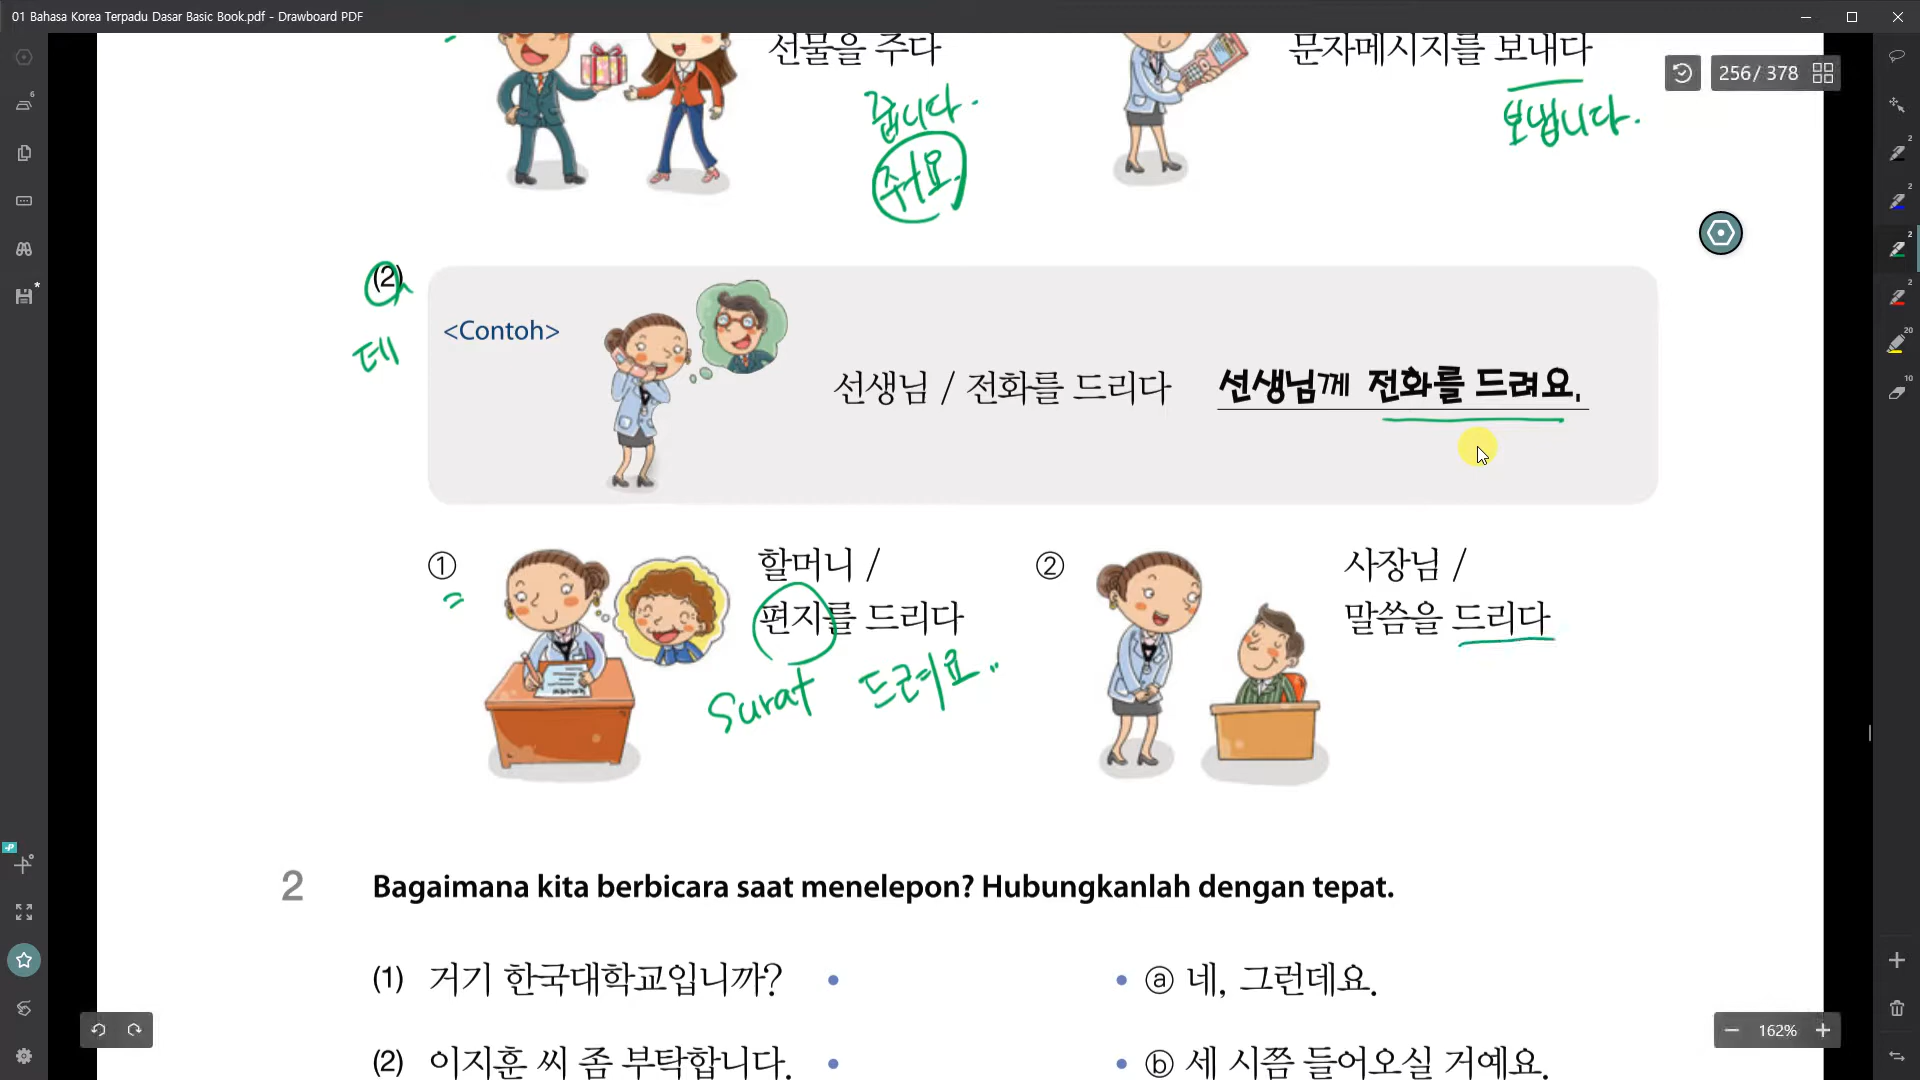 01 Bahasa Korea Terpadu Dasar Basic Book.pdf - Drawboard PDF
256 / 378
선물을 주다
줍니다.
줘요.
문자메시지를 보내다
보냅니다.
(2)
께
<Contoh>
선생님 / 전화를 드리다
선생님께 전화를 드려요.
①
할머니 /
편지를 드리다
Surat
드려요..
②
사장님 /
말씀을 드리다
2
Bagaimana kita berbicara saat menelepon? Hubungkanlah dengan tepat.
(1) 거기 한국대학교입니까? •
• ⓐ 네, 그런데요.
(2) 이지훈 씨 좀 부탁합니다. •
• ⓑ 세 시쯤 들어오실 거예요.
162%